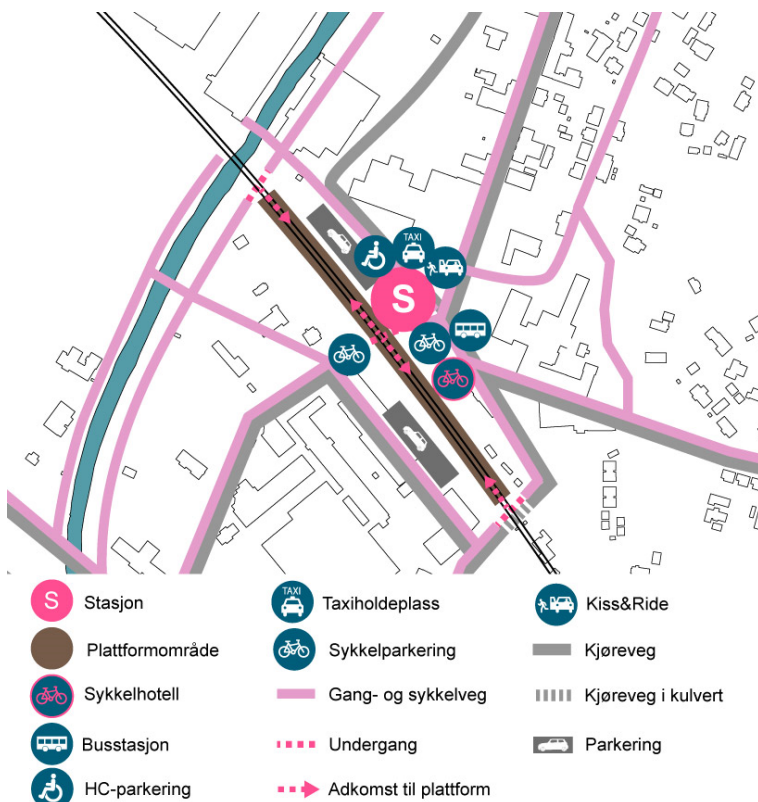 TAXI
S
S
Stasjon
TAXI
Taxiholdeplass
Kiss&Ride
Plattformområde
Sykkelparkering
Kjøreveg
Sykkelhotell
Gang- og sykkelveg
Kjøreveg i kulvert
Busstasjon
Undergang
Parkering
HC-parkering
Adkomst til plattform